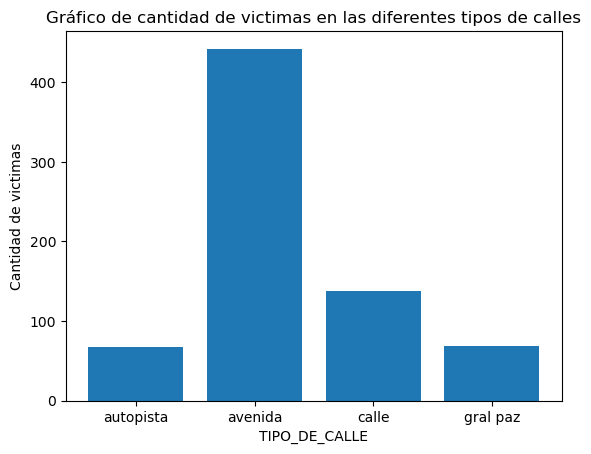 Gráfico de cantidad de victimas en las diferentes tipos de calles
Cantidad de victimas
400
300
200
100
0
autopista avenida calle gral paz
TIPO_DE_CALLE